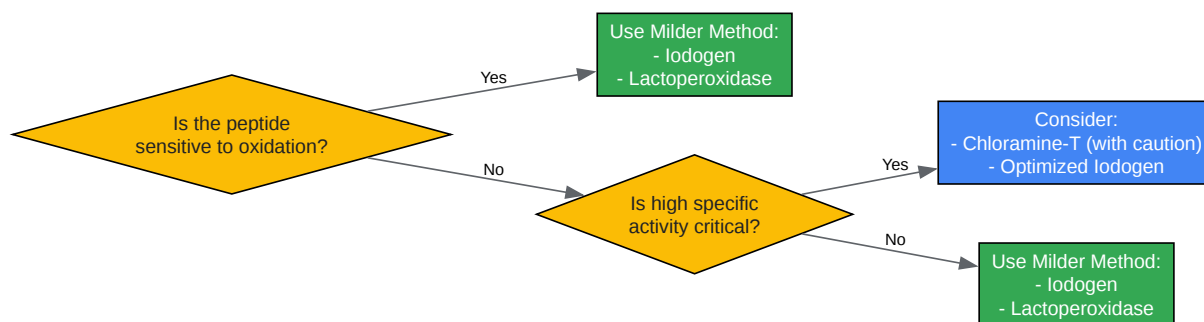 Is the peptide
sensitive to oxidation?
Yes
Use Milder Method:
- Iodogen
- Lactoperoxidase
No
Is high specific
activity critical?
Yes
Consider:
- Chloramine-T (with caution)
- Optimized Iodogen
No
Use Milder Method:
- Iodogen
- Lactoperoxidase